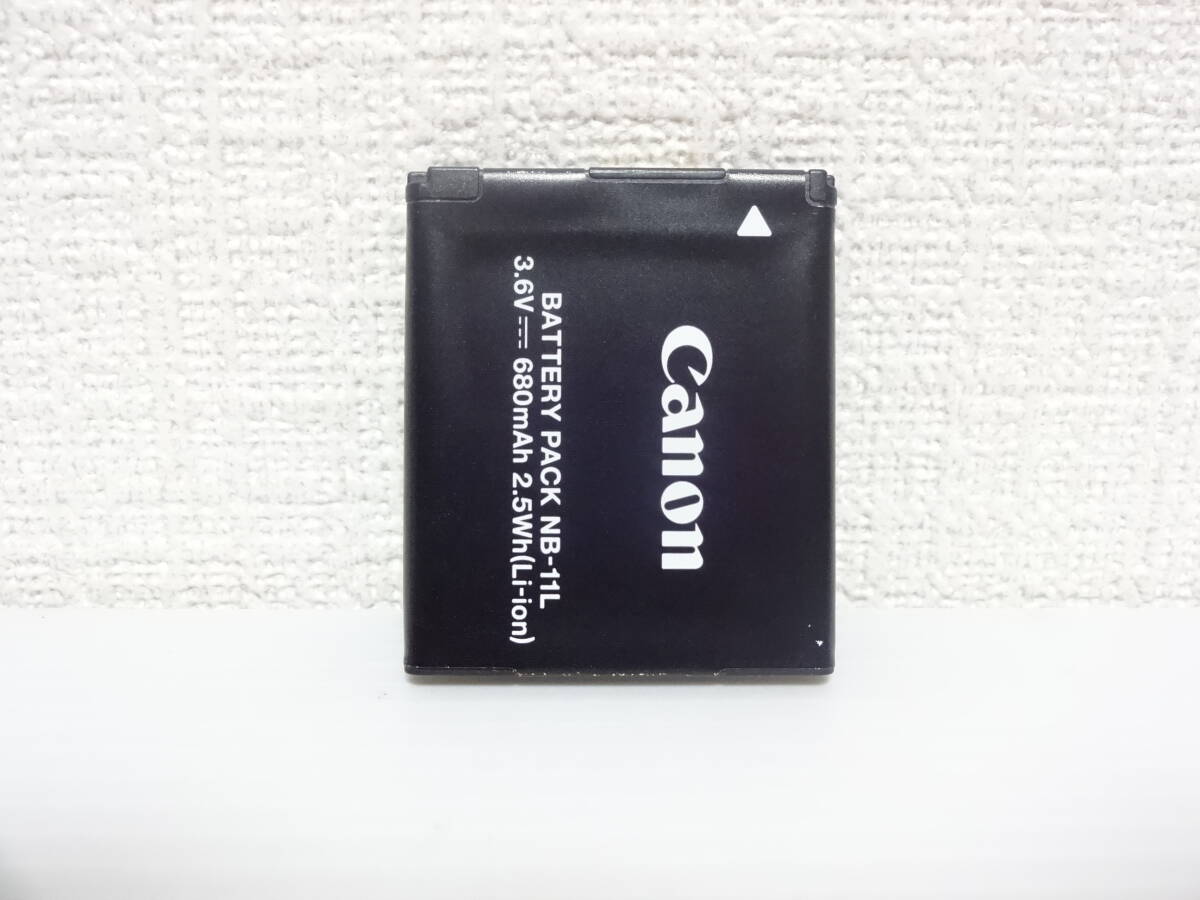 Canon
BATTERY PACK NB-11L
3.6V⎓ 680mAh 2.5Wh(Li-ion)